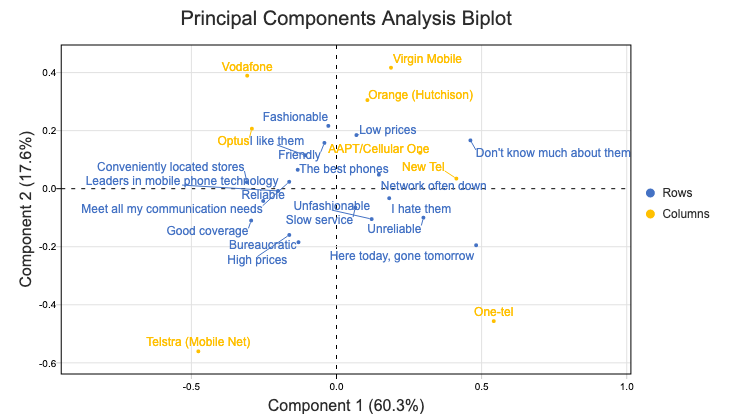 Principal Components Analysis Biplot
Vodafone
Virgin Mobile
Orange (Hutchison)
Fashionable
Low prices
Optus
I like them
AAPT/Cellular One
Friendly
Don't know much about them
Conveniently located stores
The best phones
New Tel
Leaders in mobile phone technology
Network often down
Reliable
Meet all my communication needs
Unfashionable
I hate them
Slow service
Good coverage
Unreliable
Bureaucratic
High prices
Here today, gone tomorrow
One-tel
Telstra (Mobile Net)
Rows
Columns
Component 2 (17.6%)
0.4
0.2
0.0
-0.2
-0.4
-0.6
-0.5
0.0
0.5
1.0
Component 1 (60.3%)